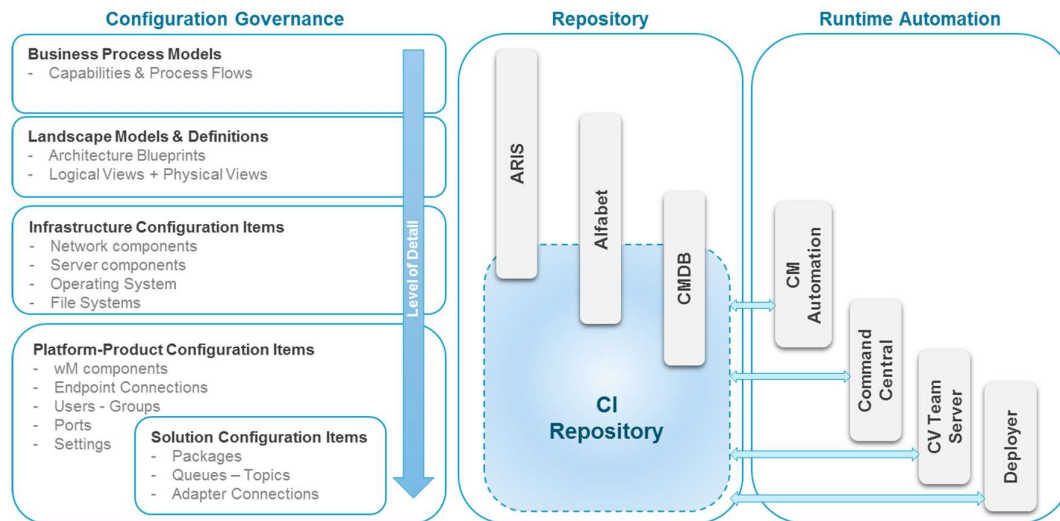 Configuration Governance
Repository
Runtime Automation
Business Process Models
- Capabilities & Process Flows
Landscape Models & Definitions
- Architecture Blueprints
- Logical Views + Physical Views
Infrastructure Configuration Items
- Network components
- Server components
- Operating System
- File Systems
Platform-Product Configuration Items
- wM components
- Endpoint Connections
- Users - Groups
- Ports
- Settings
Solution Configuration Items
- Packages
- Queues – Topics
- Adapter Connections
Level of Detail
ARIS
Alfabet
CMDB
CI
Repository
CM
Automation
Command
Central
CV Team
Server
Deployer